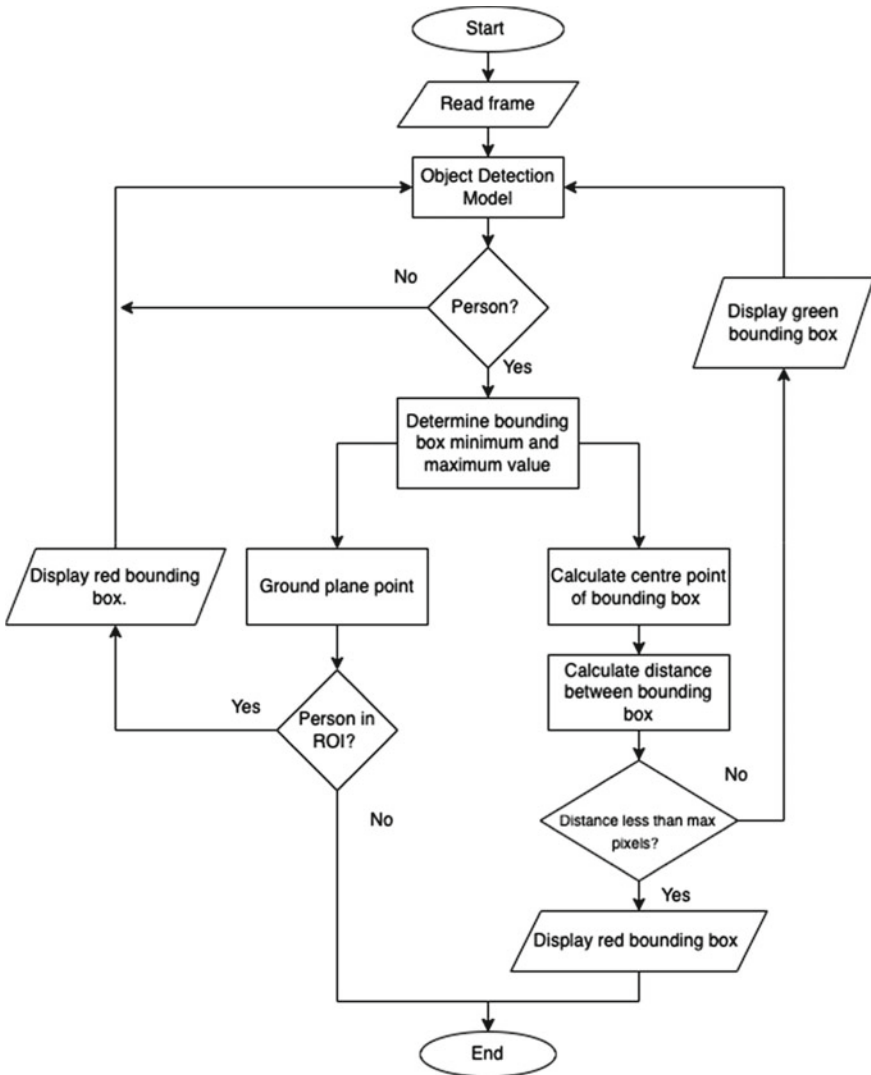 Start
Read frame
Object Detection
Model
No
Person?
Display green
bounding box
Yes
Determine bounding
box minimum and
maximum value
Display red bounding
box.
Ground plane point
Calculate centre point
of bounding box
Calculate distance
between bounding
box
Yes
Person in
ROI?
No
No
Distance less than max
pixels?
Yes
Display red bounding box
End